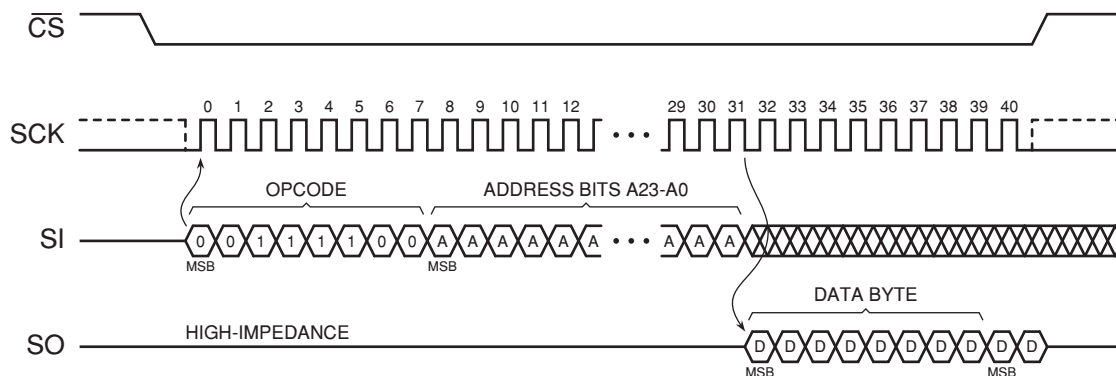 CS
0 1 2 3 4 5 6 7 8 9 10 11 12 29 30 31 32 33 34 35 36 37 38 39 40
SCK
OPCODE ADDRESS BITS A23-A0
SI 0 0 1 1 1 1 0 0 A A A A A A A A A
MSB MSB
DATA BYTE
HIGH-IMPEDANCE
SO D D D D D D D D D D
MSB MSB